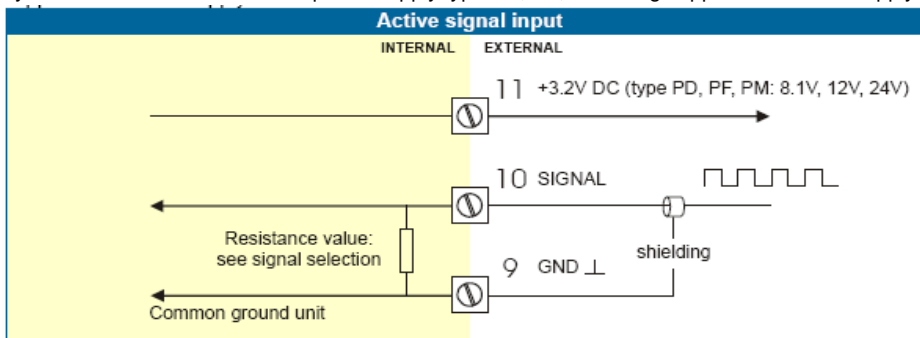 Active signal input
INTERNAL EXTERNAL
11 +3.2V DC (type PD, PF, PM: 8.1V, 12V, 24V)
10 SIGNAL
Resistance value:
see signal selection
shielding
9 GND ⊥
Common ground unit